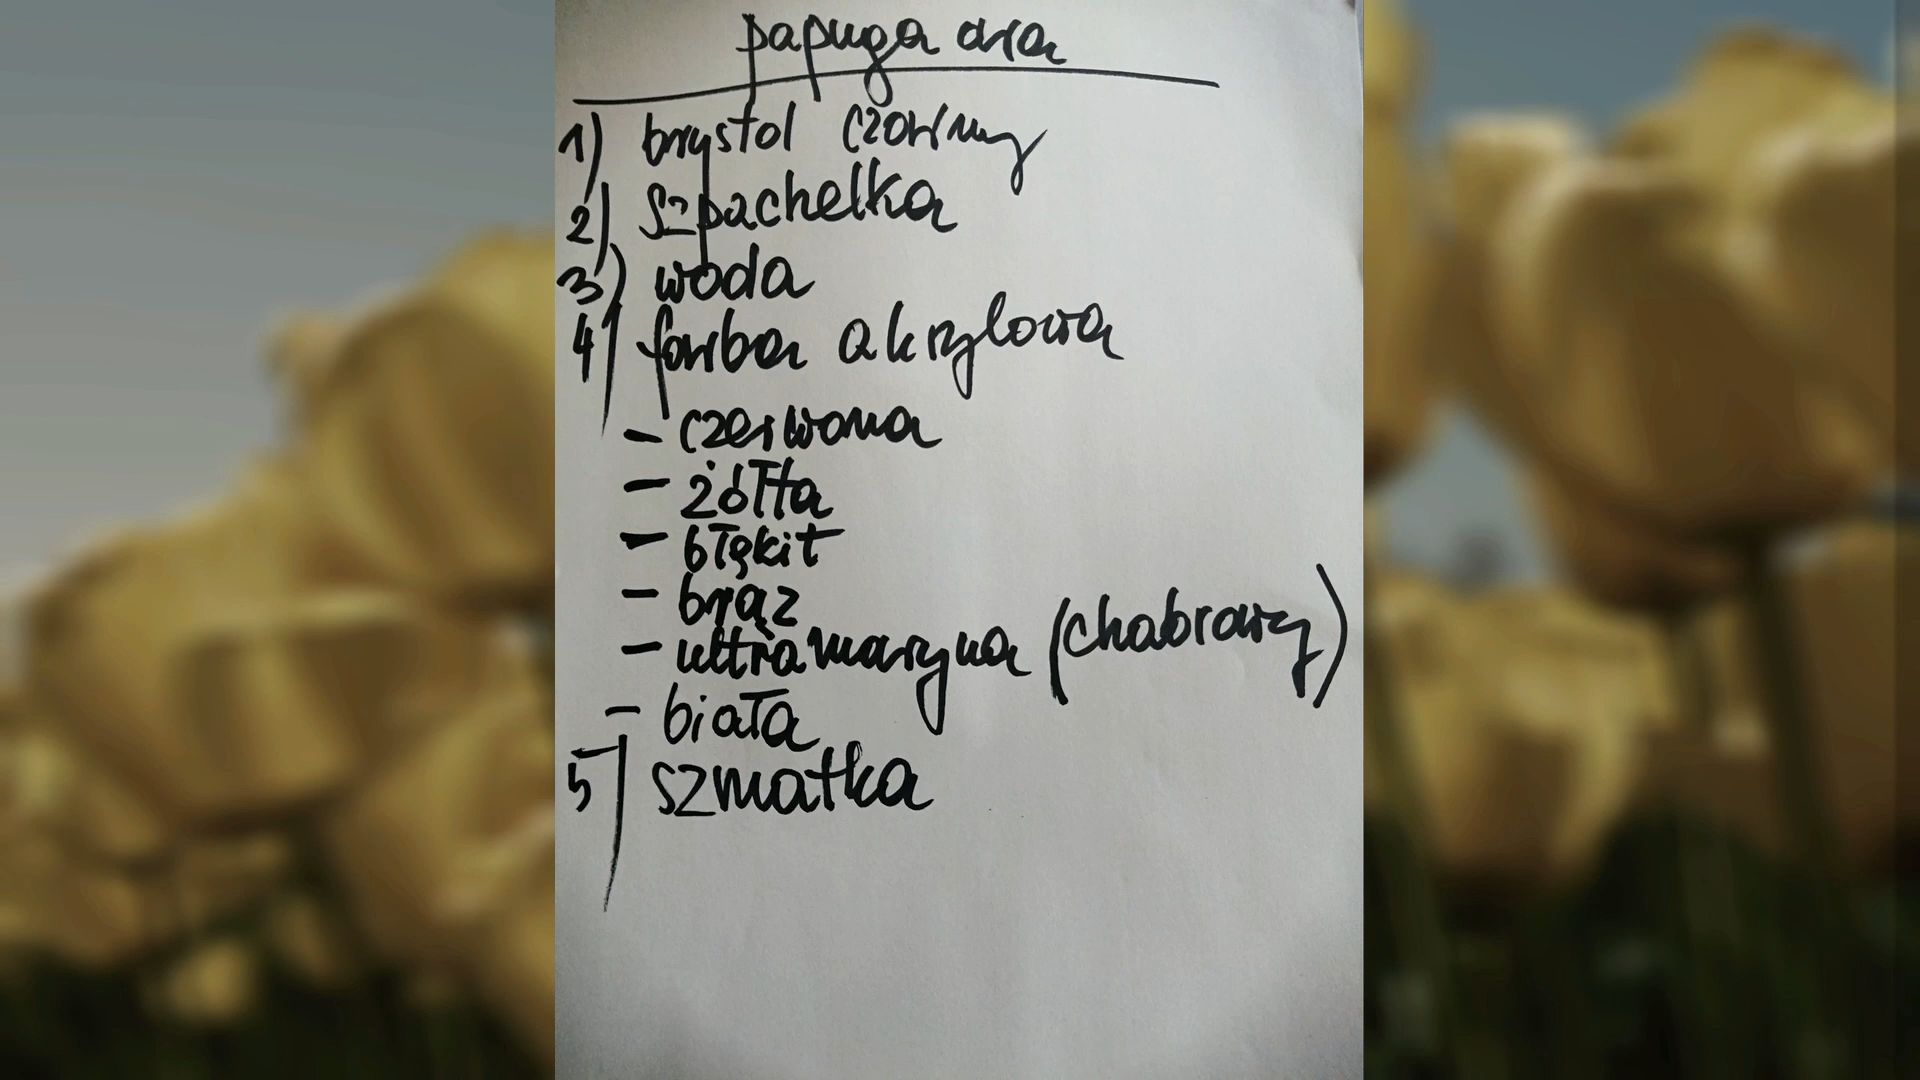 papuga ara
1) brystol czarny
2) szpachelka
3) woda
4) farba akrylowa
- czerwona
- żółta
- błękit
- brąz
- ultramaryna (chabrowy)
- biała
5) szmatka